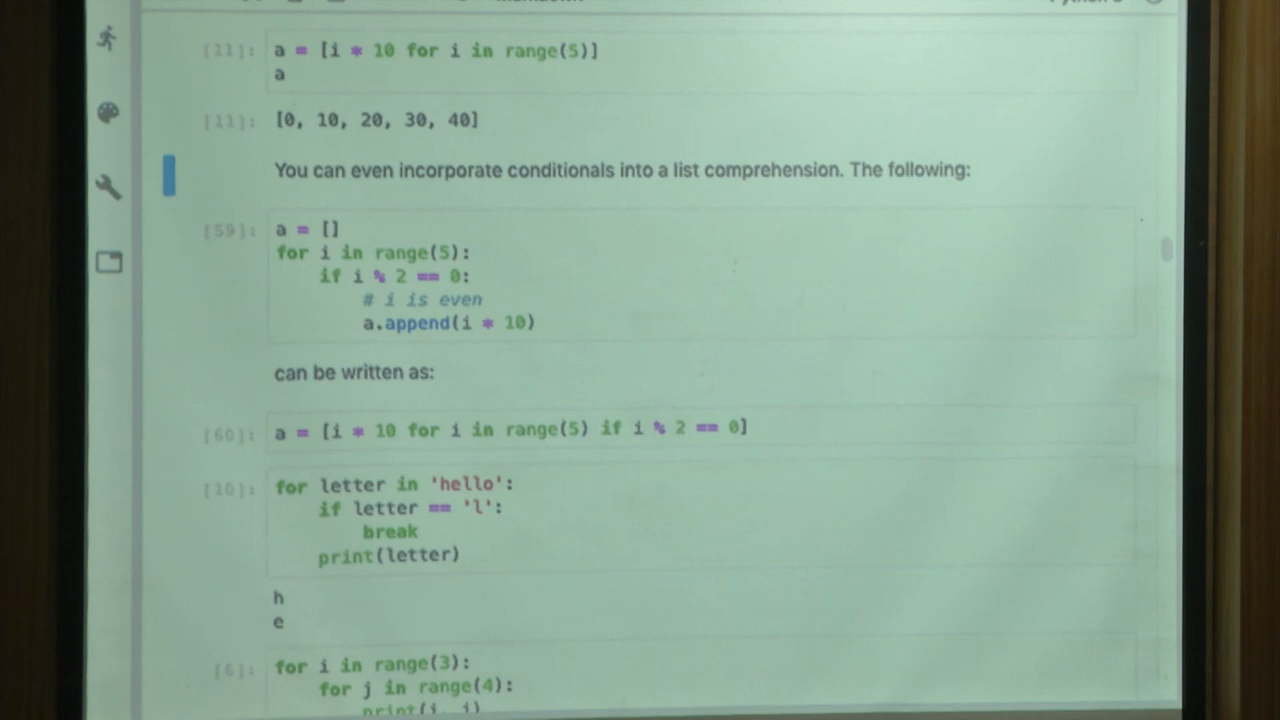 [11]: a = [i * 10 for i in range(5)]
a
[11]: [0, 10, 20, 30, 40]
You can even incorporate conditionals into a list comprehension. The following:
[59]: a = []
for i in range(5):
    if i % 2 == 0:
        # i is even
        a.append(i * 10)
can be written as:
[60]: a = [i * 10 for i in range(5) if i % 2 == 0]
[10]: for letter in 'hello':
    if letter == 'l':
        break
    print(letter)
h
e
[6]: for i in range(3):
    for j in range(4):
        print(i, j)